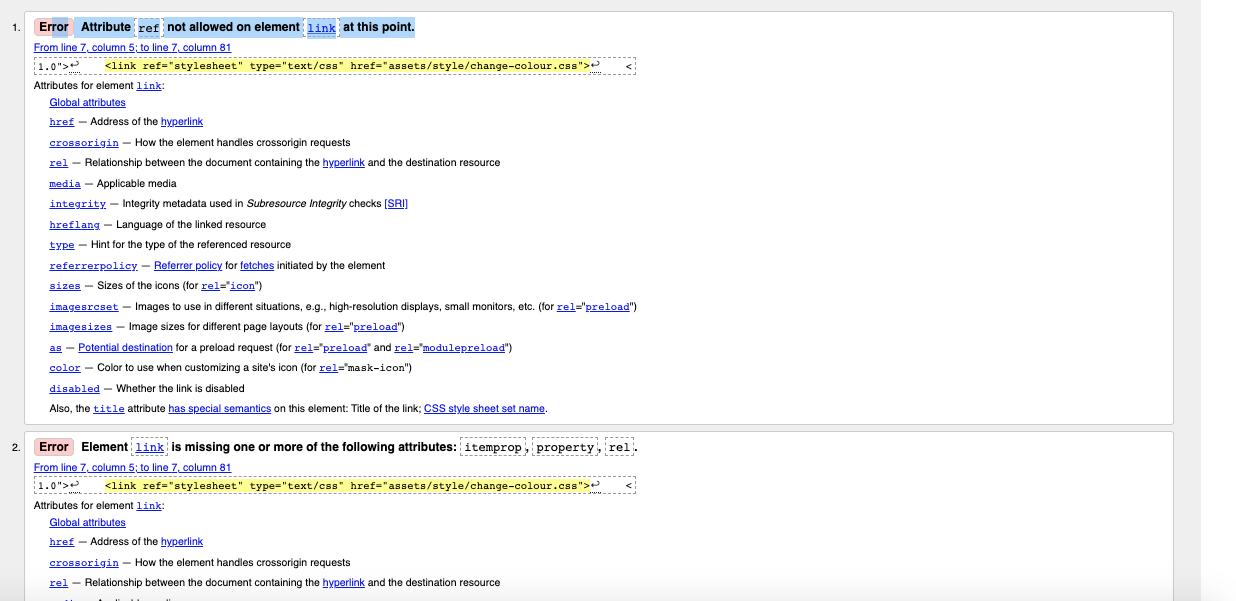 1. Error Attribute ref not allowed on element link at this point.
From line 7, column 5; to line 7, column 81
1.0">↩ <link ref="stylesheet" type="text/css" href="assets/style/change-colour.css">↩ <
Attributes for element link:
Global attributes
href — Address of the hyperlink
crossorigin — How the element handles crossorigin requests
rel — Relationship between the document containing the hyperlink and the destination resource
media — Applicable media
integrity — Integrity metadata used in Subresource Integrity checks [SRI]
hreflang — Language of the linked resource
type — Hint for the type of the referenced resource
referrerpolicy — Referrer policy for fetches initiated by the element
sizes — Sizes of the icons (for rel="icon")
imagesrcset — Images to use in different situations, e.g., high-resolution displays, small monitors, etc. (for rel="preload")
imagesizes — Image sizes for different page layouts (for rel="preload")
as — Potential destination for a preload request (for rel="preload" and rel="modulepreload")
color — Color to use when customizing a site's icon (for rel="mask-icon")
disabled — Whether the link is disabled
Also, the title attribute has special semantics on this element: Title of the link; CSS style sheet set name.
2. Error Element link is missing one or more of the following attributes: itemprop, property, rel.
From line 7, column 5; to line 7, column 81
1.0">↩ <link ref="stylesheet" type="text/css" href="assets/style/change-colour.css">↩ <
Attributes for element link:
Global attributes
href — Address of the hyperlink
crossorigin — How the element handles crossorigin requests
rel — Relationship between the document containing the hyperlink and the destination resource